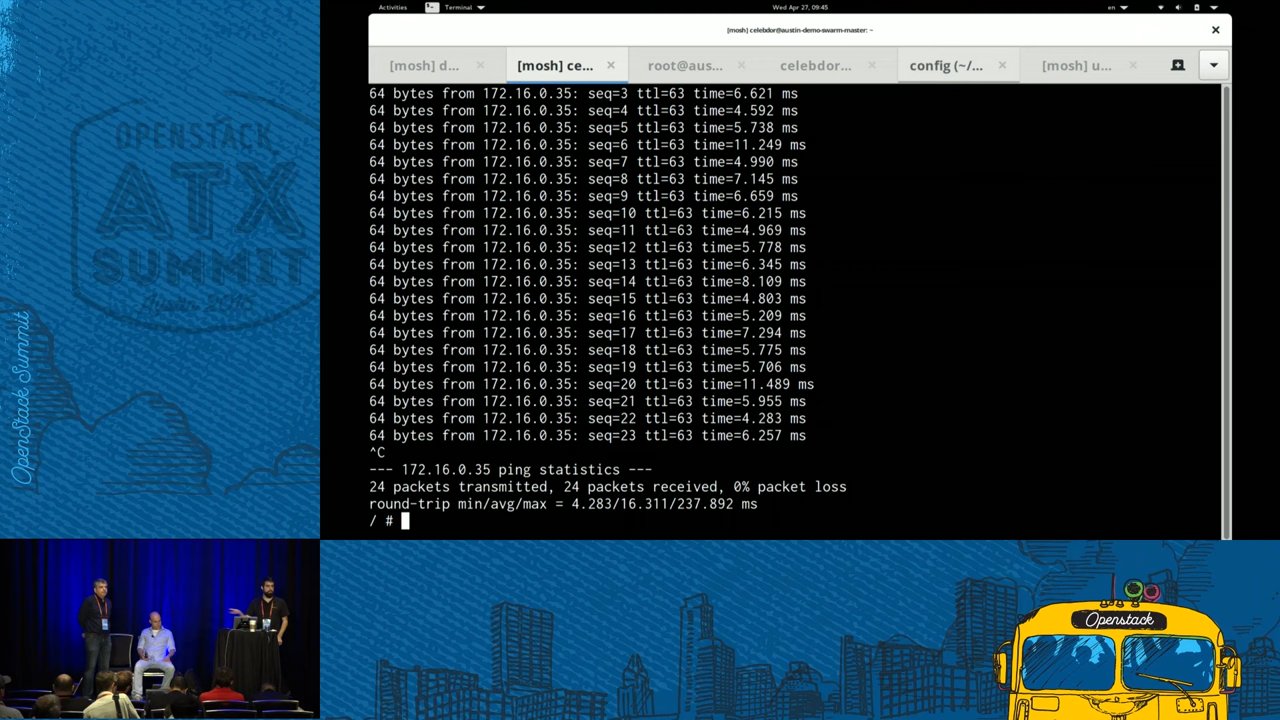 Activities
Terminal
Wed Apr 27, 09:45
en
[mosh] celebdor@austin-demo-swarm-master: ~
[mosh] d...
[mosh] ce...
root@aus...
celebdor...
config (~/...
[mosh] u...
64 bytes from 172.16.0.35: seq=3 ttl=63 time=6.621 ms
64 bytes from 172.16.0.35: seq=4 ttl=63 time=4.592 ms
64 bytes from 172.16.0.35: seq=5 ttl=63 time=5.738 ms
64 bytes from 172.16.0.35: seq=6 ttl=63 time=11.249 ms
64 bytes from 172.16.0.35: seq=7 ttl=63 time=4.990 ms
64 bytes from 172.16.0.35: seq=8 ttl=63 time=7.145 ms
64 bytes from 172.16.0.35: seq=9 ttl=63 time=6.659 ms
64 bytes from 172.16.0.35: seq=10 ttl=63 time=6.215 ms
64 bytes from 172.16.0.35: seq=11 ttl=63 time=4.969 ms
64 bytes from 172.16.0.35: seq=12 ttl=63 time=5.778 ms
64 bytes from 172.16.0.35: seq=13 ttl=63 time=6.345 ms
64 bytes from 172.16.0.35: seq=14 ttl=63 time=8.109 ms
64 bytes from 172.16.0.35: seq=15 ttl=63 time=4.803 ms
64 bytes from 172.16.0.35: seq=16 ttl=63 time=5.209 ms
64 bytes from 172.16.0.35: seq=17 ttl=63 time=7.294 ms
64 bytes from 172.16.0.35: seq=18 ttl=63 time=5.775 ms
64 bytes from 172.16.0.35: seq=19 ttl=63 time=5.706 ms
64 bytes from 172.16.0.35: seq=20 ttl=63 time=11.489 ms
64 bytes from 172.16.0.35: seq=21 ttl=63 time=5.955 ms
64 bytes from 172.16.0.35: seq=22 ttl=63 time=4.283 ms
64 bytes from 172.16.0.35: seq=23 ttl=63 time=6.257 ms
^C
--- 172.16.0.35 ping statistics ---
24 packets transmitted, 24 packets received, 0% packet loss
round-trip min/avg/max = 4.283/16.311/237.892 ms
/ #
OPENSTACK
ATX
SUMMIT
Austin 2016
OpenStack Summit
Openstack